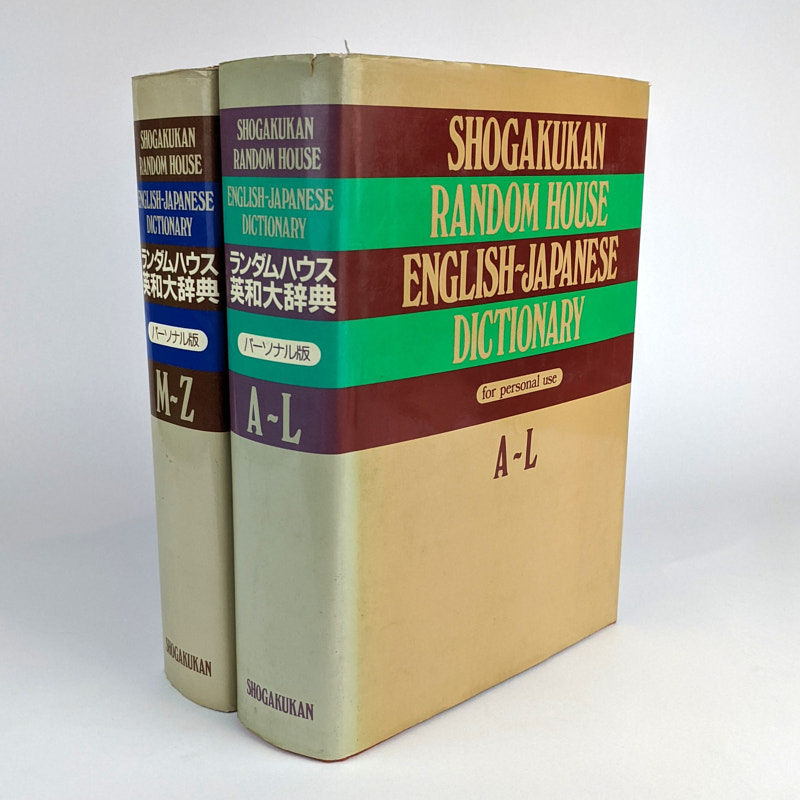 SHOGAKUKAN
RANDOM HOUSE
ENGLISH-JAPANESE
DICTIONARY
ランダムハウス
英和大辞典
パーソナル版
M~Z
SHOGAKUKAN
SHOGAKUKAN
RANDOM HOUSE
ENGLISH-JAPANESE
DICTIONARY
ランダムハウス
英和大辞典
パーソナル版
A~L
SHOGAKUKAN
SHOGAKUKAN
RANDOM HOUSE
ENGLISH~JAPANESE
DICTIONARY
for personal use
A~L